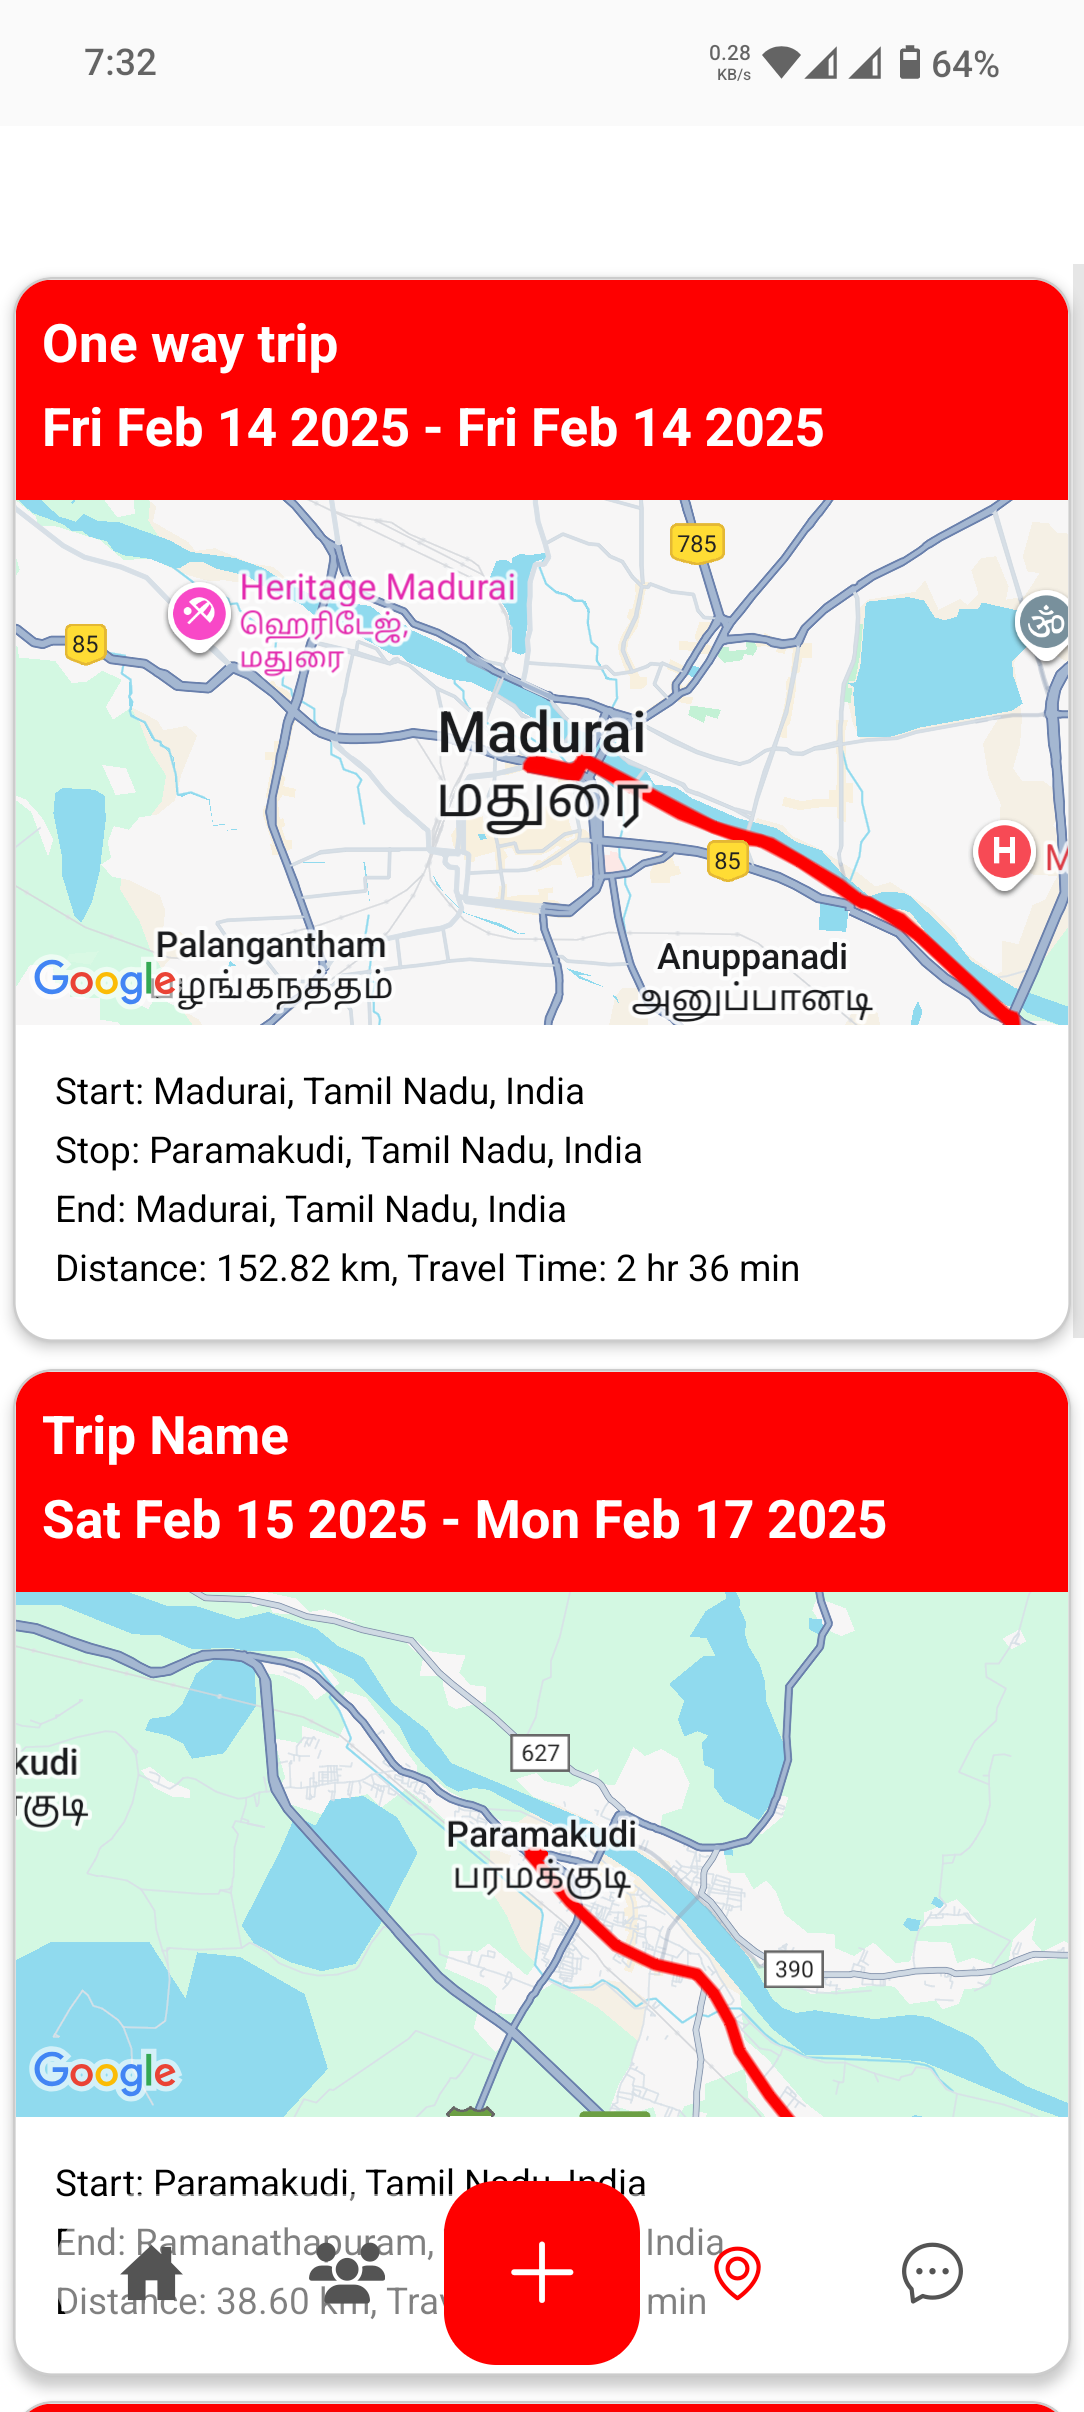 7:32
0.28
KB/s
64%
One way trip
Fri Feb 14 2025 - Fri Feb 14 2025
785
Heritage Madurai
ஹெரிடேஜ்,
மதுரை
85
Madurai
மதுரை
85
H
M
Palangantham
பழங்கநத்தம்
Anuppanadi
அனுப்பானடி
Google
Start: Madurai, Tamil Nadu, India
Stop: Paramakudi, Tamil Nadu, India
End: Madurai, Tamil Nadu, India
Distance: 152.82 km, Travel Time: 2 hr 36 min
Trip Name
Sat Feb 15 2025 - Mon Feb 17 2025
627
kudi
குடி
Paramakudi
பரமக்குடி
390
Google
Start: Paramakudi, Tamil Nadu, India
End: Ramanathapuram, India
Distance: 38.60 km, Trav min